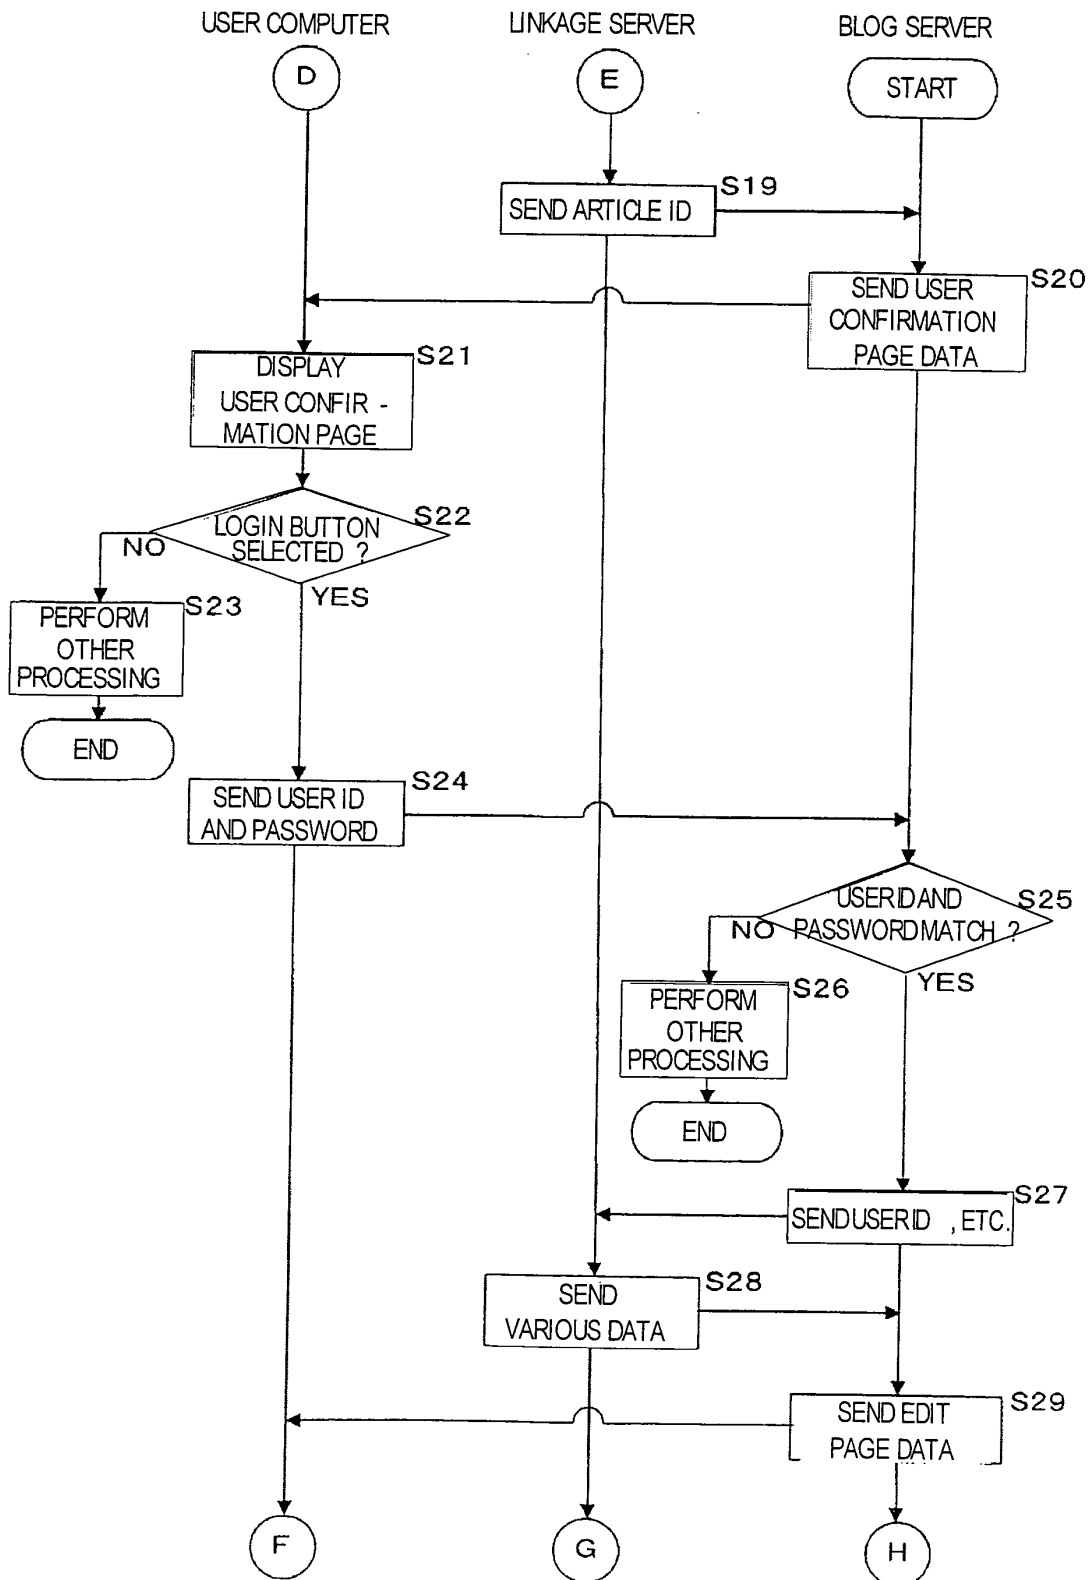 USER COMPUTER
LINKAGE SERVER
BLOG SERVER
D
E
START
S19
SEND ARTICLE ID
S20
SEND USER
CONFIRMATION
PAGE DATA
S21
DISPLAY
USER CONFIR -
MATION PAGE
S22
LOGIN BUTTON
SELECTED ?
NO
YES
S23
PERFORM
OTHER
PROCESSING
END
S24
SEND USER ID
AND PASSWORD
S25
USER ID AND
PASSWORD MATCH ?
NO
YES
S26
PERFORM
OTHER
PROCESSING
END
S27
SEND USER ID , ETC.
S28
SEND
VARIOUS DATA
S29
SEND EDIT
PAGE DATA
F
G
H